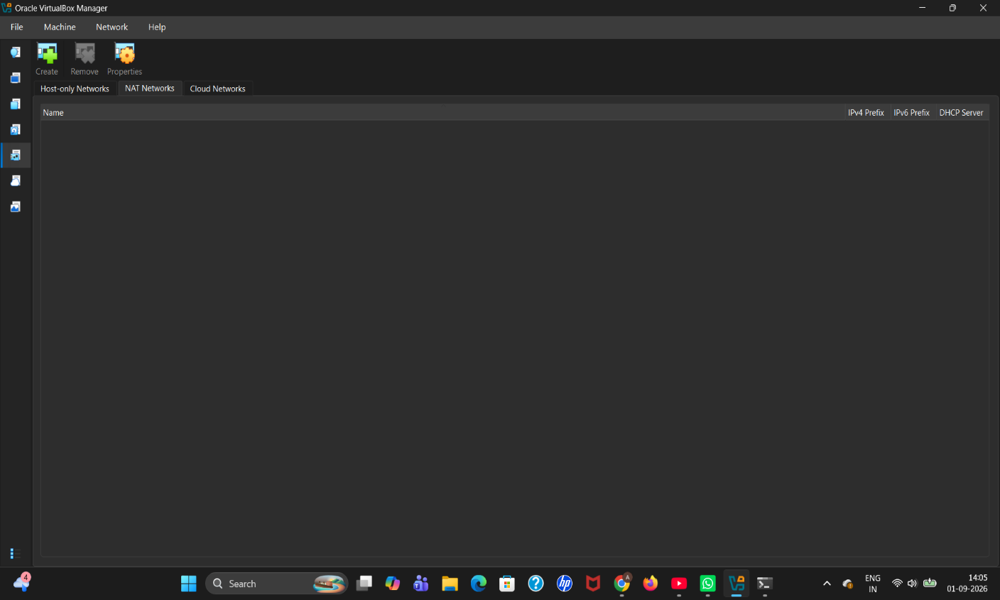 Oracle VirtualBox Manager
File Machine Network Help
Create Remove Properties
Host-only Networks NAT Networks Cloud Networks
Name IPv4 Prefix IPv6 Prefix DHCP Server
4
Search
A
ENG
IN
14:05
01-09-2026